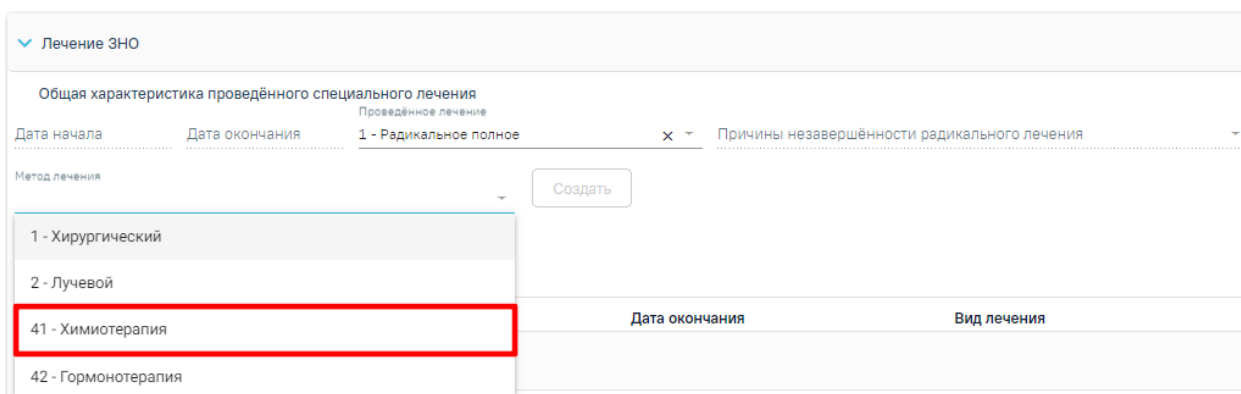 Лечение ЗНО
Общая характеристика проведённого специального лечения
Проведённое лечение
Дата начала Дата окончания 1 - Радикальное полное Причины незавершённости радикального лечения
Метод лечения
Создать
1 - Хирургический
2 - Лучевой
41 - Химиотерапия
42 - Гормонотерапия
Дата окончания Вид лечения